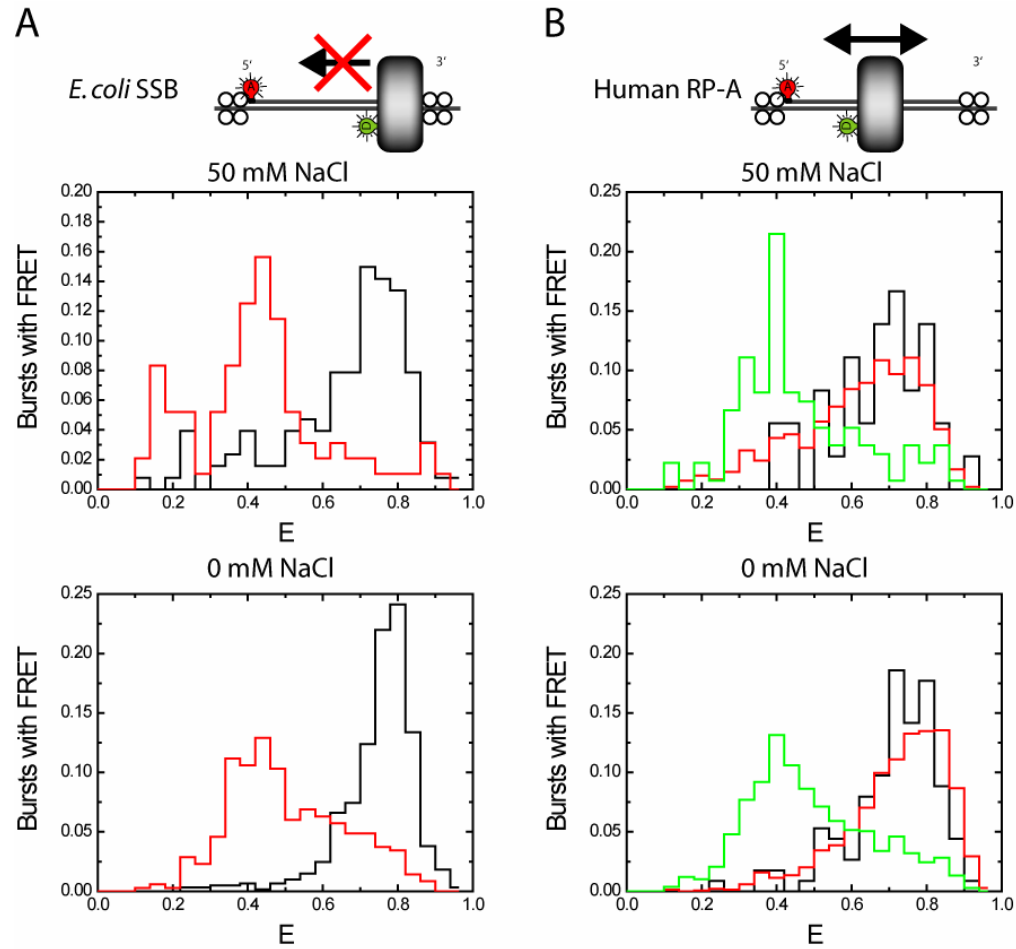 A
B
E. coli SSB
5'
3'
A
D
Human RP-A
5'
3'
A
D
50 mM NaCl
50 mM NaCl
Bursts with FRET
0.20
0.18
0.16
0.14
0.12
0.10
0.08
0.06
0.04
0.02
0.00
0.0 0.2 0.4 0.6 0.8 1.0
E
Bursts with FRET
0.25
0.20
0.15
0.10
0.05
0.00
0.0 0.2 0.4 0.6 0.8 1.0
E
0 mM NaCl
0 mM NaCl
Bursts with FRET
0.25
0.20
0.15
0.10
0.05
0.00
0.0 0.2 0.4 0.6 0.8 1.0
E
Bursts with FRET
0.25
0.20
0.15
0.10
0.05
0.00
0.0 0.2 0.4 0.6 0.8 1.0
E